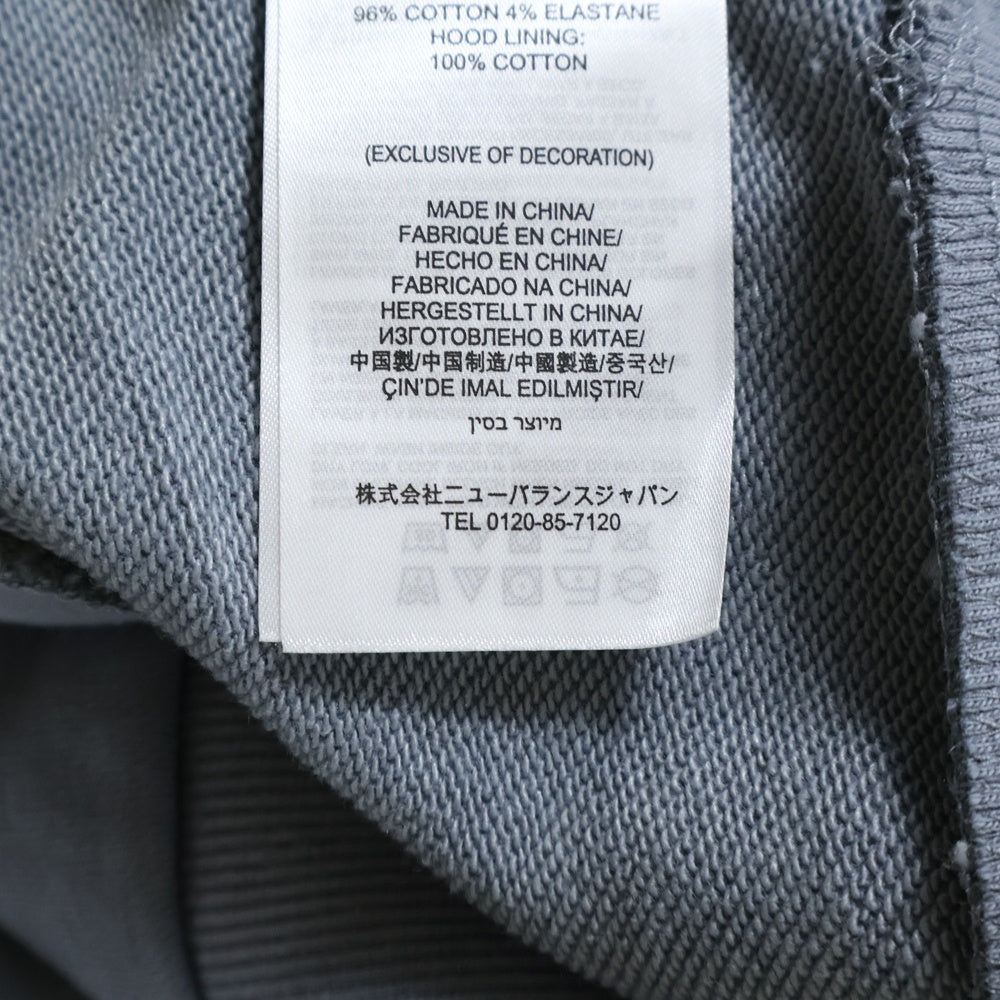 96% COTTON 4% ELASTANE
HOOD LINING:
100% COTTON
(EXCLUSIVE OF DECORATION)
MADE IN CHINA/
FABRIQUÉ EN CHINE/
HECHO EN CHINA/
FABRICADO NA CHINA/
HERGESTELLT IN CHINA/
ИЗГОТОВЛЕНО В КИТАЕ/
中国製/中国制造/中國製造/중국산/
ÇIN'DE IMAL EDILMIŞTIR/
מיוצר בסין
株式会社ニューバランスジャパン
TEL 0120-85-7120